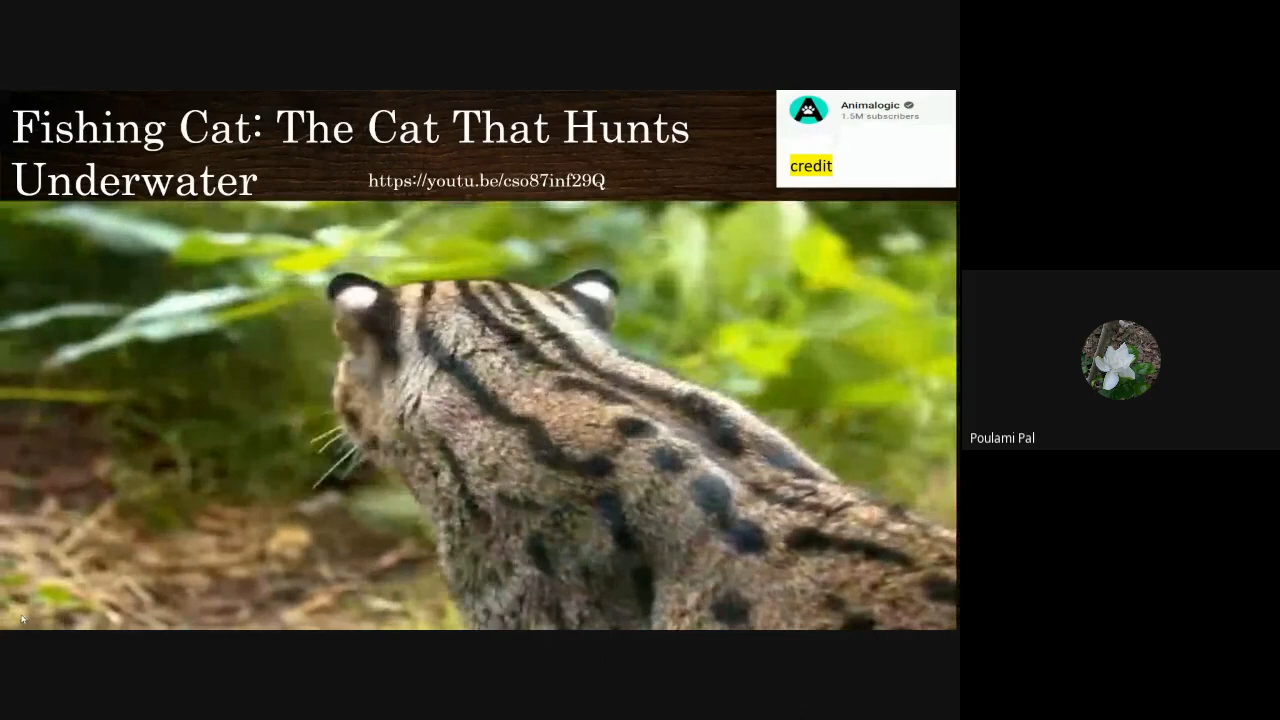 Fishing Cat: The Cat That Hunts
Underwater
https://youtu.be/cso87inf29Q
Animalogic
1.5M subscribers
credit
Poulami Pal